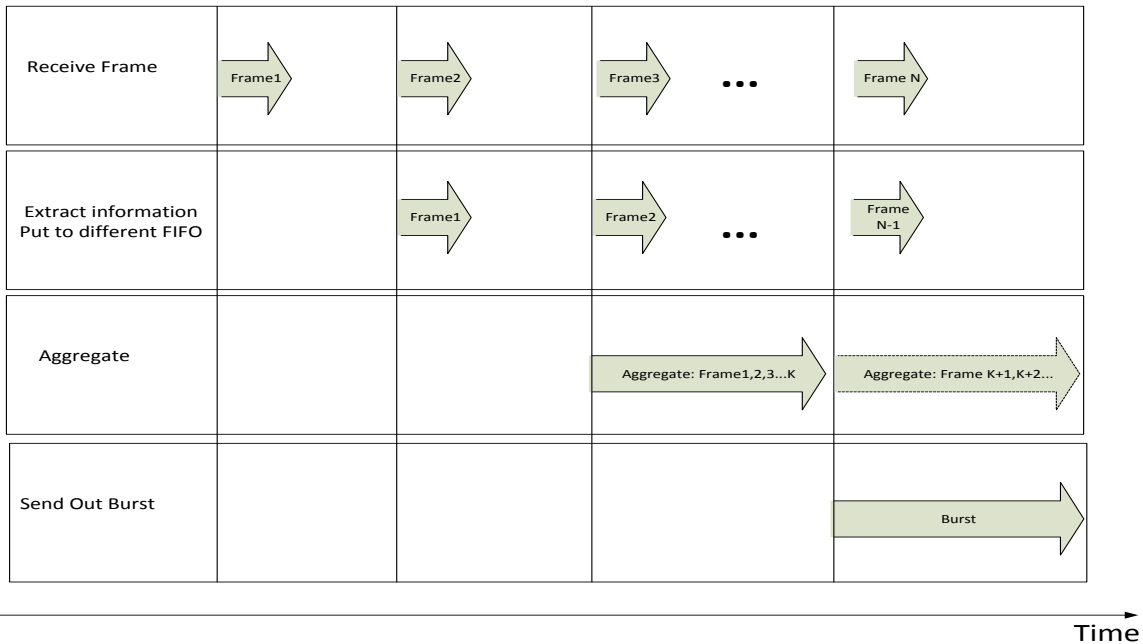 Receive Frame
Frame1
Frame2
Frame3
...
Frame N
Extract information
Put to different FIFO
Frame1
Frame2
...
Frame
N-1
Aggregate
Aggregate: Frame1,2,3...K
Aggregate: Frame K+1,K+2...
Send Out Burst
Burst
Time